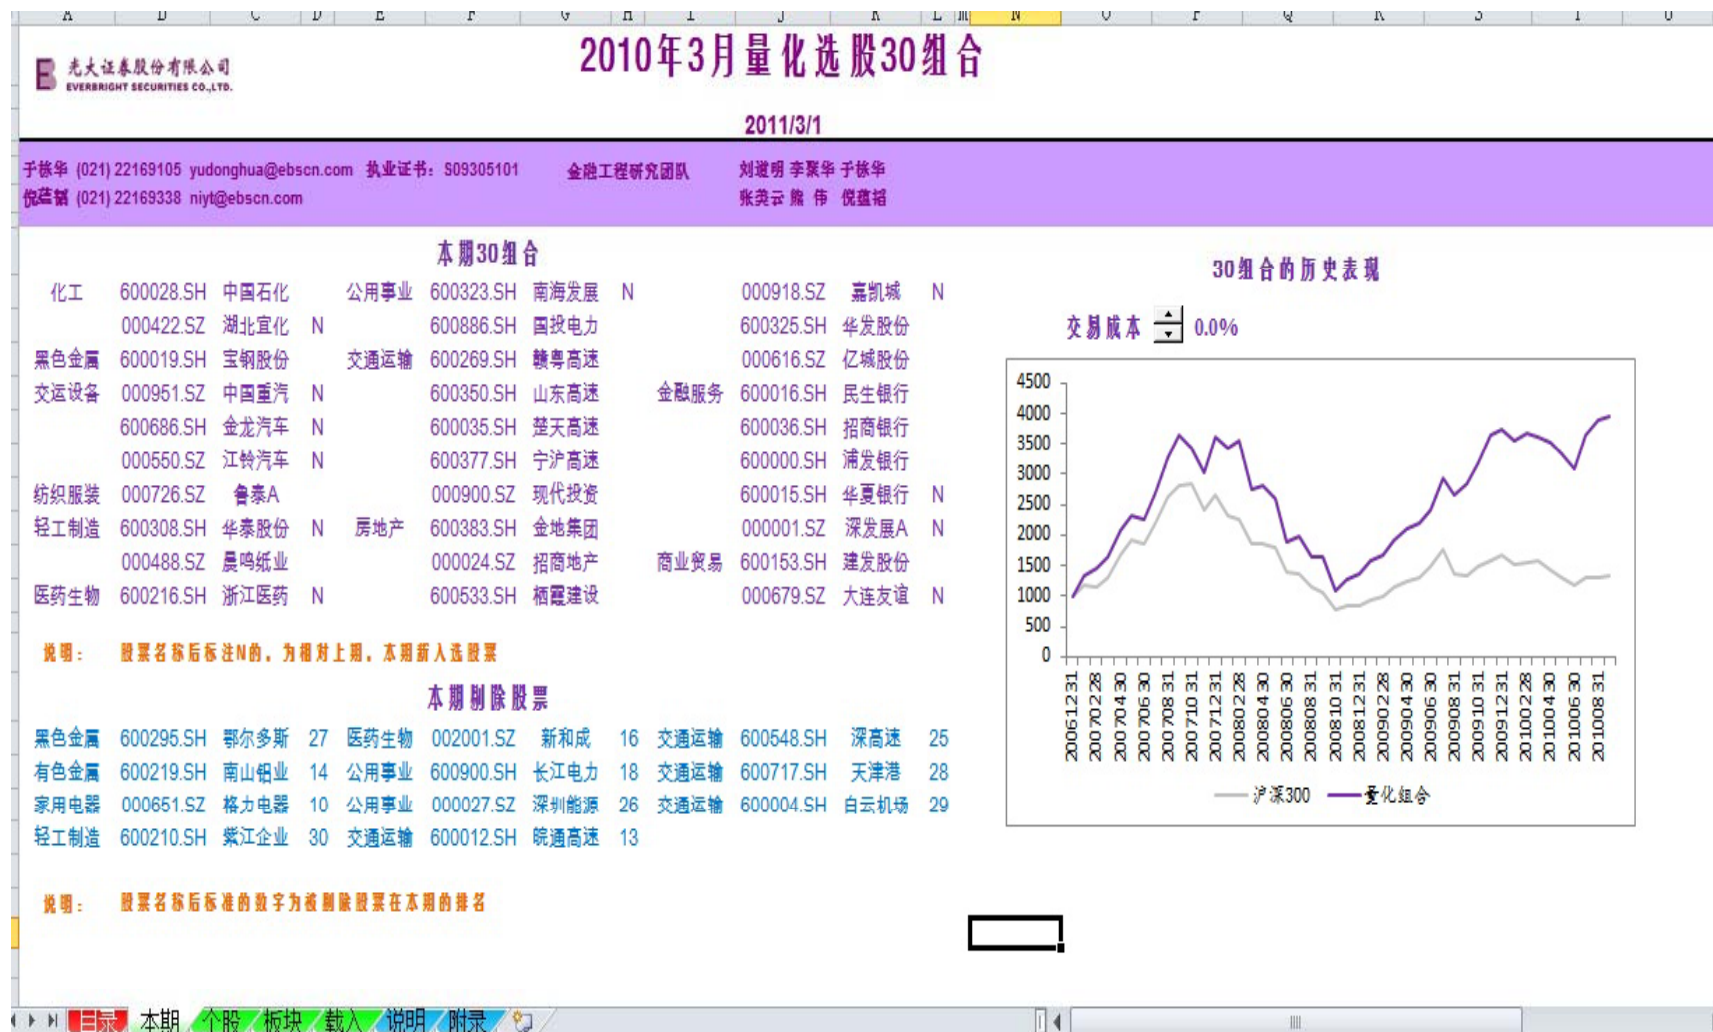 A B C D E F G H I J K L M N O P Q R S T U
光大证券股份有限公司
EVERBRIGHT SECURITIES CO.,LTD.
2010年3月量化选股30组合
2011/3/1
于栋华 (021) 22169105 yudonghua@ebscn.com 执业证书: S09305101 金融工程研究团队 刘道明 李聚华 于栋华
倪蕴韬 (021) 22169338 niyt@ebscn.com 张美云 熊 伟 倪蕴韬
本期30组合
化工 600028.SH 中国石化 公用事业 600323.SH 南海发展 N 000918.SZ 嘉凯城 N
000422.SZ 湖北宜化 N 600886.SH 国投电力 600325.SH 华发股份
黑色金属 600019.SH 宝钢股份 交通运输 600269.SH 赣粤高速 000616.SZ 亿城股份
交运设备 000951.SZ 中国重汽 N 600350.SH 山东高速 金融服务 600016.SH 民生银行
600686.SH 金龙汽车 N 600035.SH 楚天高速 600036.SH 招商银行
000550.SZ 江铃汽车 N 600377.SH 宁沪高速 600000.SH 浦发银行
纺织服装 000726.SZ 鲁泰A 000900.SZ 现代投资 600015.SH 华夏银行 N
轻工制造 600308.SH 华泰股份 N 房地产 600383.SH 金地集团 000001.SZ 深发展A N
000488.SZ 晨鸣纸业 000024.SZ 招商地产 商业贸易 600153.SH 建发股份
医药生物 600216.SH 浙江医药 N 600533.SH 栖霞建设 000679.SZ 大连友谊 N
说明: 股票名称后标注N的,为相对上期,本期新入选股票
本期剔除股票
黑色金属 600295.SH 鄂尔多斯 27 医药生物 002001.SZ 新和成 16 交通运输 600548.SH 深高速 25
有色金属 600219.SH 南山铝业 14 公用事业 600900.SH 长江电力 18 交通运输 600717.SH 天津港 28
家用电器 000651.SZ 格力电器 10 公用事业 000027.SZ 深圳能源 26 交通运输 600004.SH 白云机场 29
轻工制造 600210.SH 紫江企业 30 交通运输 600012.SH 皖通高速 13
说明: 股票名称后标准的数字为被剔除股票在本期的排名
30组合的历史表现
交易成本 0.0%
4500
4000
3500
3000
2500
2000
1500
1000
500
0
20061231 20070228 20070430 20070630 20070831 20071031 20071231 20080229 20080430 20080630 20080831 20081031 20081231 20090228 20090430 20090630 20090831 20091031 20091231 20100228 20100430 20100630 20100831
沪深300 量化组合
目录 本期 个股 板块 载入 说明 附录